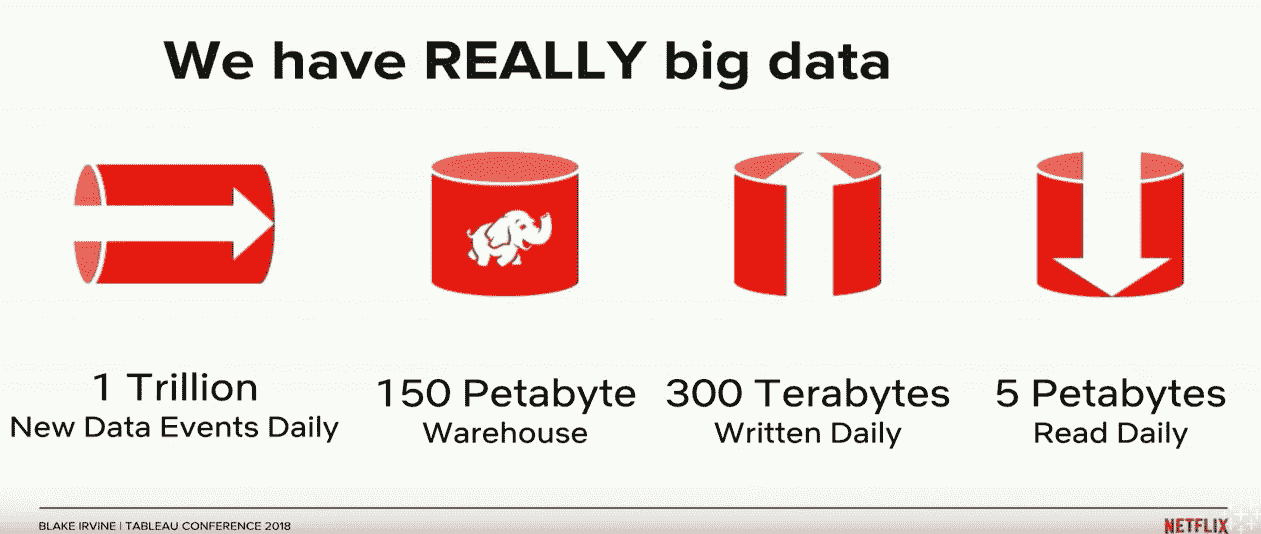 We have REALLY big data
1 Trillion
New Data Events Daily
150 Petabyte
Warehouse
300 Terabytes
Written Daily
5 Petabytes
Read Daily
BLAKE IRVINE | TABLEAU CONFERENCE 2018
NETFLIX